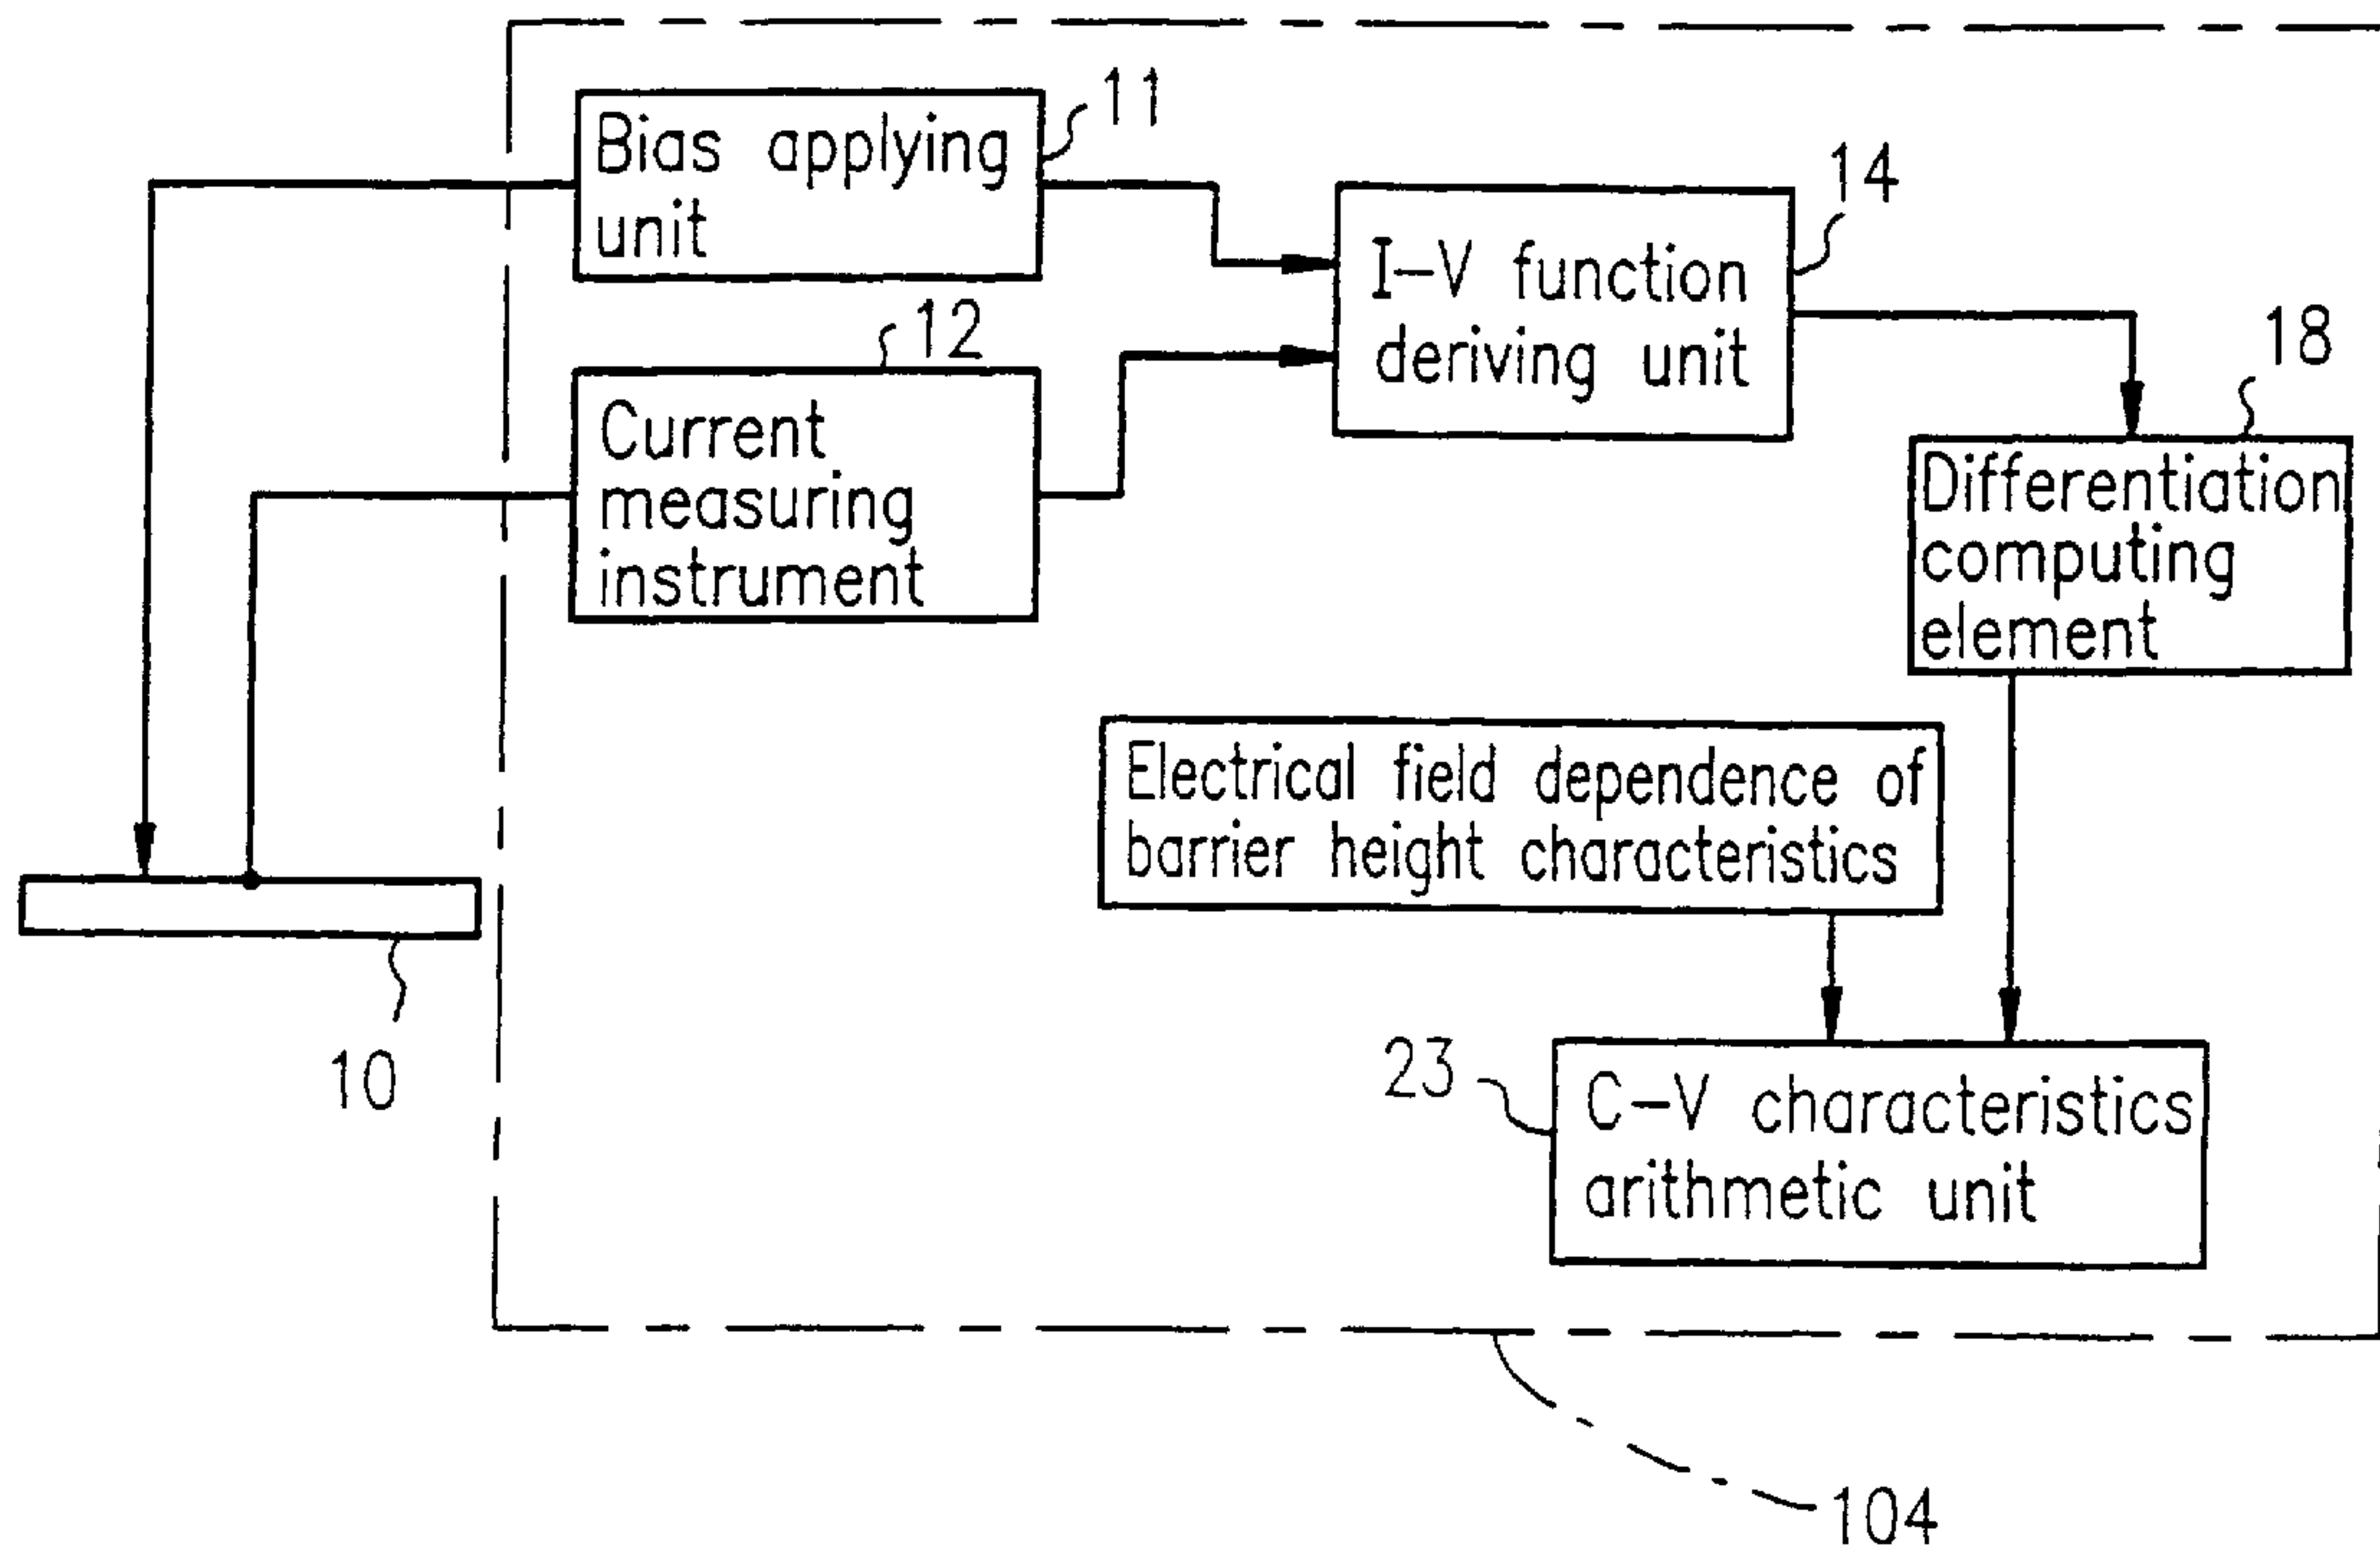 11
Bias applying
unit
14
I-V function
deriving unit
12
Current
measuring
instrument
18
Differentiation
computing
element
Electrical field dependence of
barrier height characteristics
10
23
C-V characteristics
arithmetic unit
104